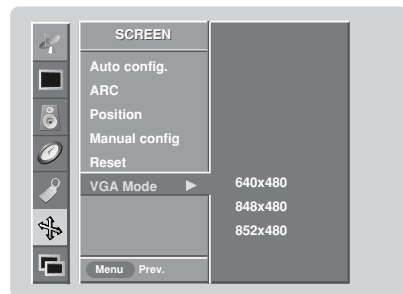 SCREEN
Auto config.
ARC
Position
Manual config
Reset
VGA Mode ▶
640x480
848x480
852x480
Menu Prev.